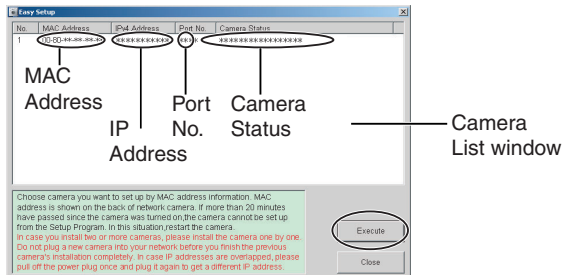 Easy Setup
No. MAC Address IPv4 Address Port No. Camera Status
1 00-80-**-**-**-** *********** **** *****************
MAC
Address
IP
Address
Port
No.
Camera
Status
Camera
List window
Choose camera you want to set up by MAC address information. MAC
address is shown on the back of network camera. If more than 20 minutes
have passed since the camera was turned on,the camera cannot be set up
from the Setup Program. In this situation,restart the camera.
In case you install two or more cameras, please install the camera one by one.
Do not plug a new camera into your network before you finish the previous
camera's installation completely. In case IP addresses are overlapped, please
pull off the power plug once and plug it again to get a different IP address.
Execute
Close